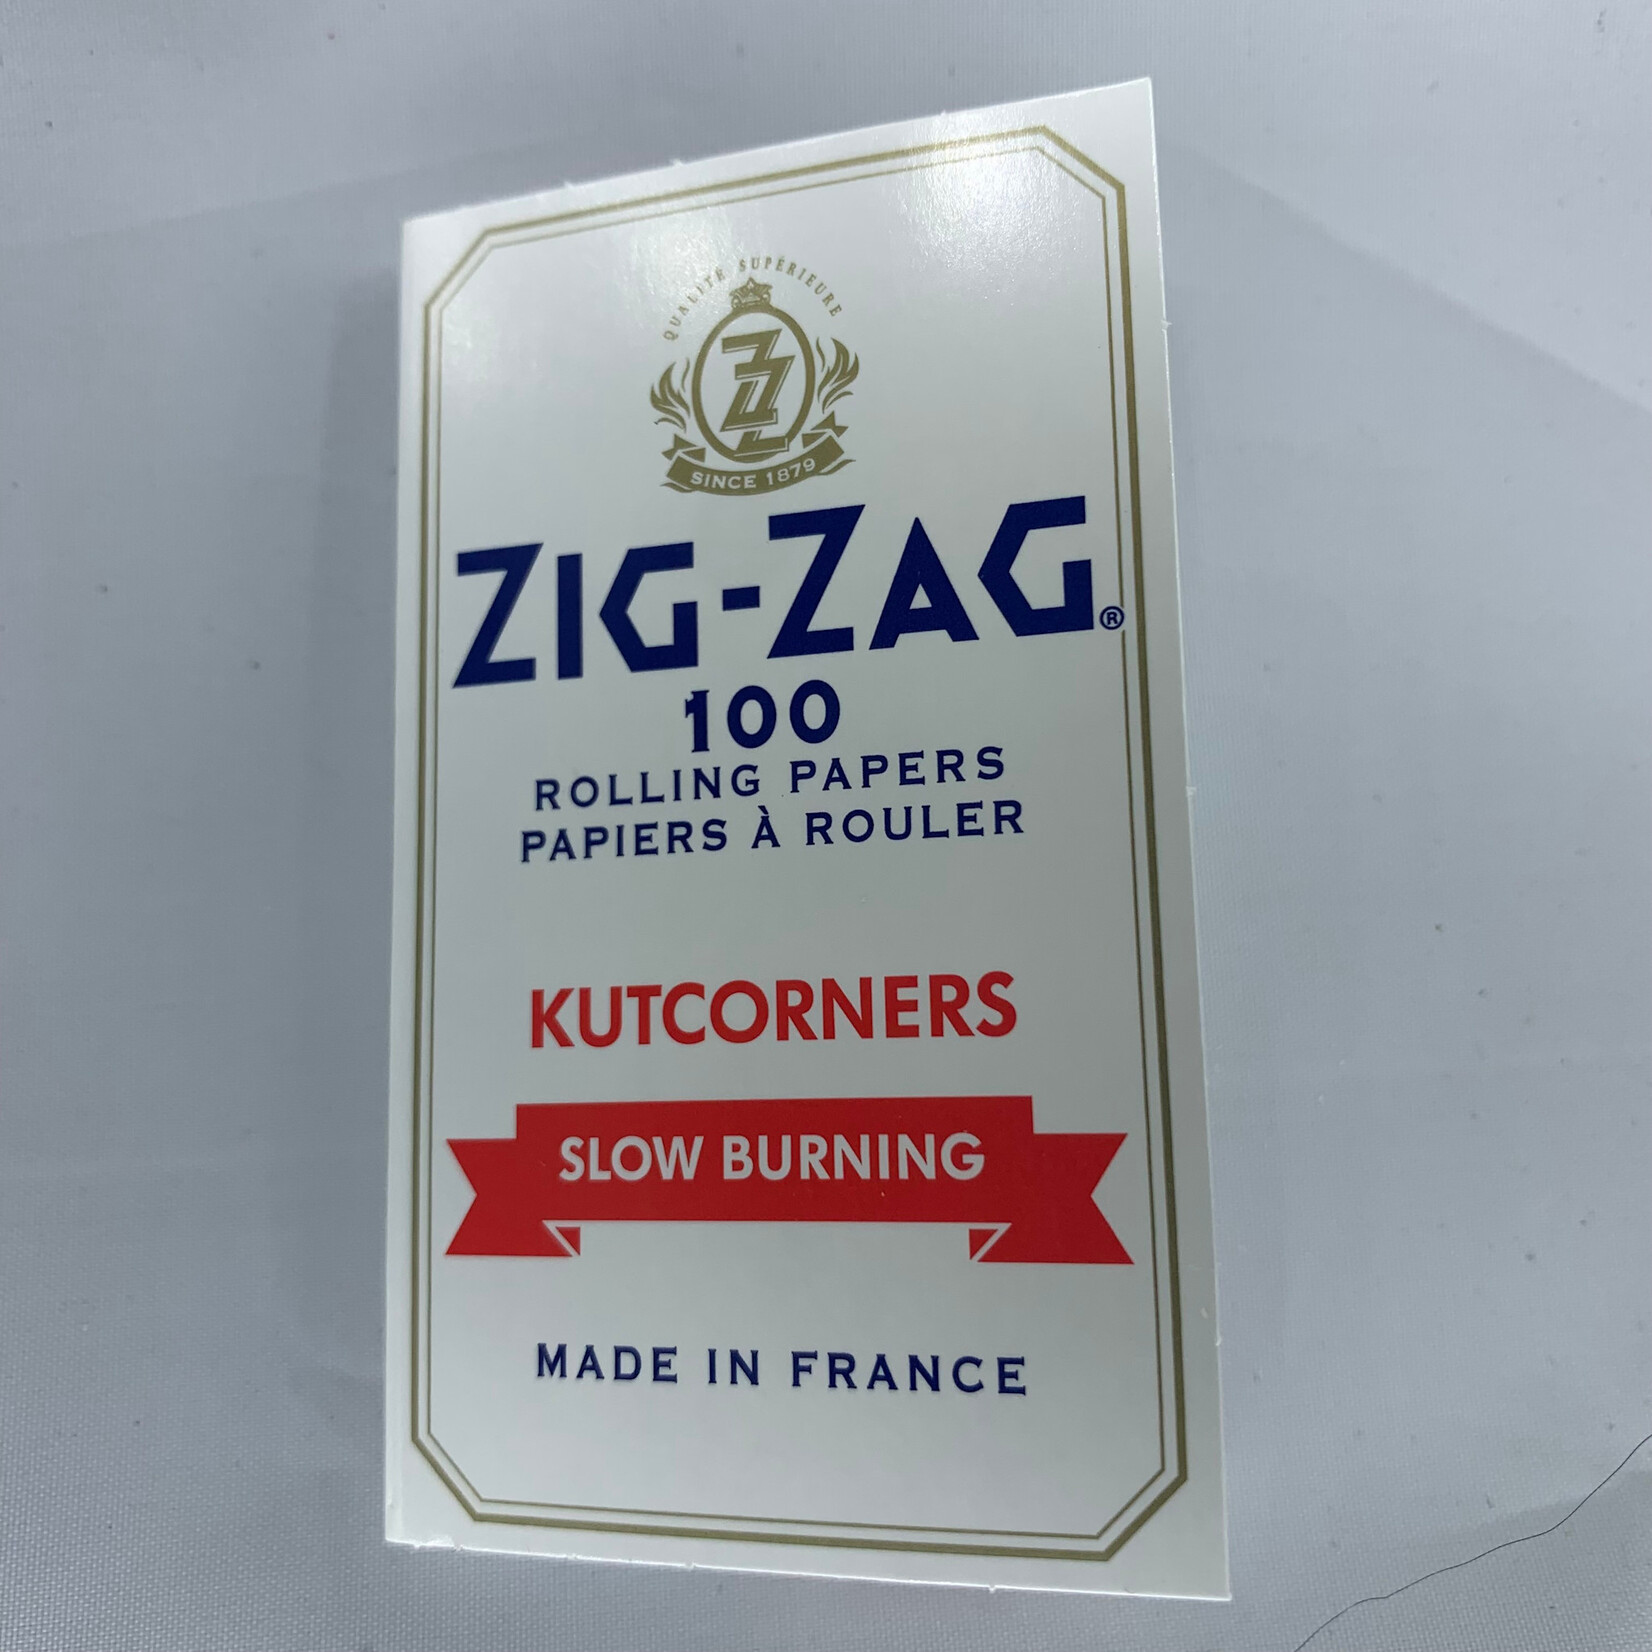 QUALITÉ SUPÉRIEURE
ZZ
SINCE 1879
ZIG-ZAG®
100
ROLLING PAPERS
PAPIERS À ROULER
KUTCORNERS
SLOW BURNING
MADE IN FRANCE